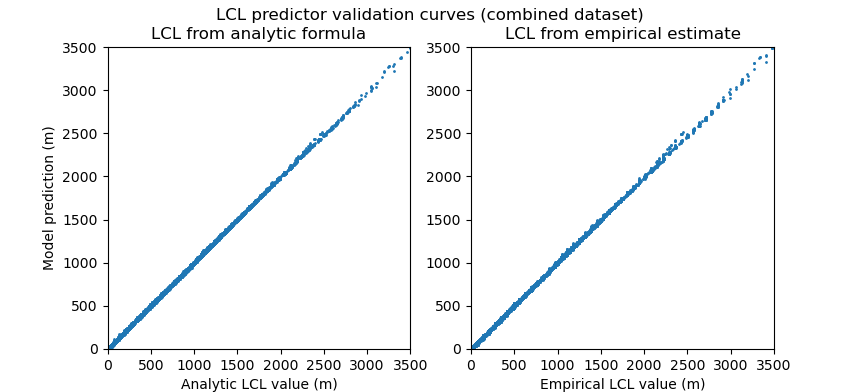 LCL predictor validation curves (combined dataset)
LCL from analytic formula
LCL from empirical estimate
Model prediction (m)
3500
3000
2500
2000
1500
1000
500
0
0 500 1000 1500 2000 2500 3000 3500
Analytic LCL value (m)
3500
3000
2500
2000
1500
1000
500
0
0 500 1000 1500 2000 2500 3000 3500
Empirical LCL value (m)